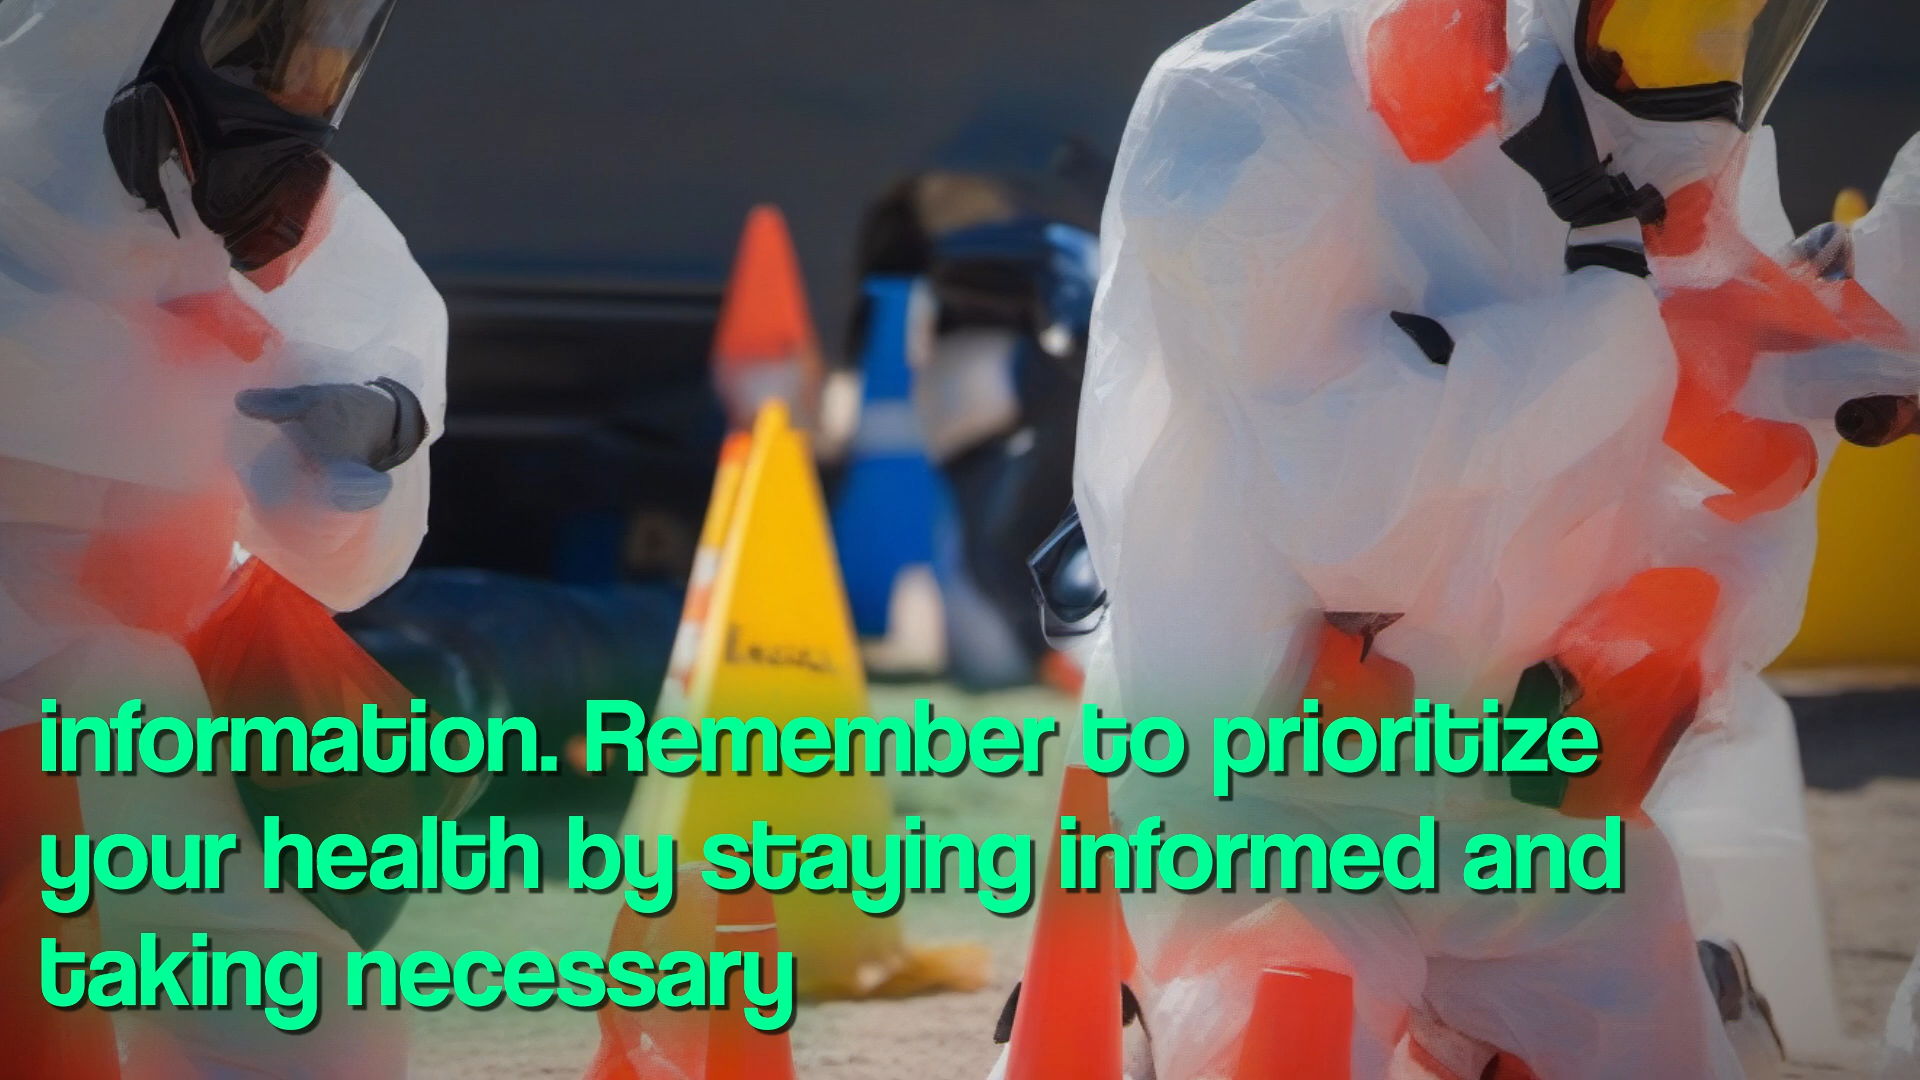 information. Remember to prioritize
your health by staying informed and
taking necessary